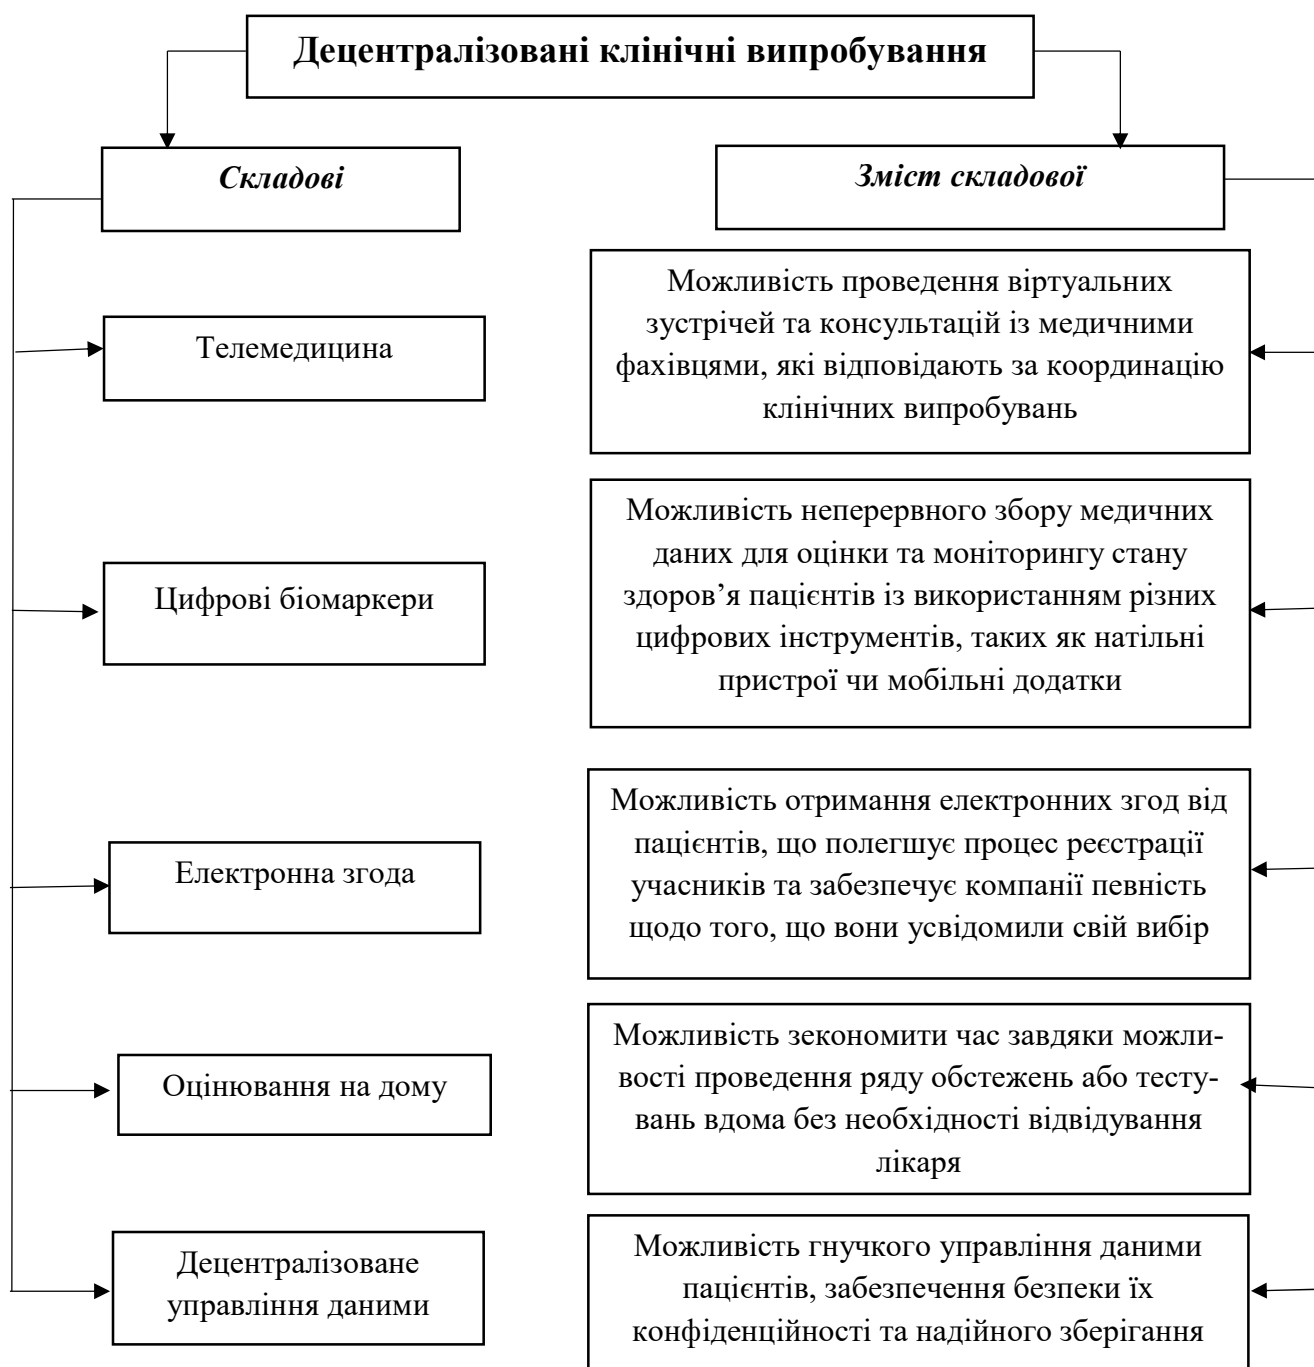 Децентралізовані клінічні випробування
Складові
Зміст складової
Телемедицина
Можливість проведення віртуальних
зустрічей та консультацій із медичними
фахівцями, які відповідають за координацію
клінічних випробувань
Цифрові біомаркери
Можливість неперервного збору медичних
даних для оцінки та моніторингу стану
здоров’я пацієнтів із використанням різних
цифрових інструментів, таких як натільні
пристрої чи мобільні додатки
Електронна згода
Можливість отримання електронних згод від
пацієнтів, що полегшує процес реєстрації
учасників та забезпечує компанії певність
щодо того, що вони усвідомили свій вибір
Оцінювання на дому
Можливість зекономити час завдяки можли-
вості проведення ряду обстежень або тесту-
вань вдома без необхідності відвідування
лікаря
Децентралізоване
управління даними
Можливість гнучкого управління даними
пацієнтів, забезпечення безпеки їх
конфіденційності та надійного зберігання